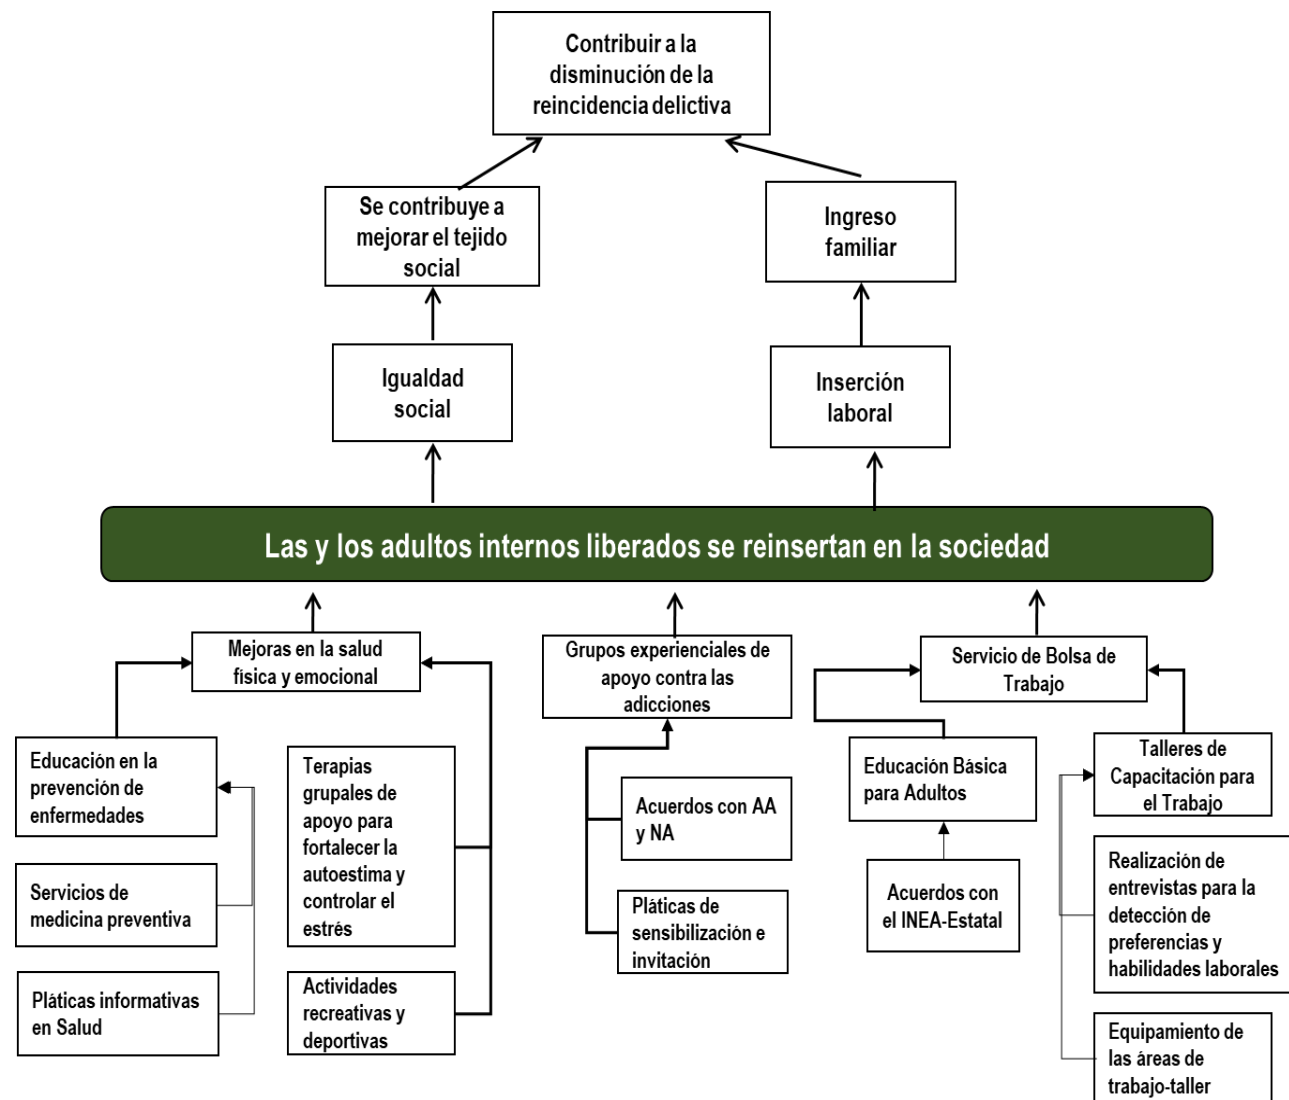 Contribuir a la
disminución de la
reincidencia delictiva
Se contribuye a
mejorar el tejido
social
Ingreso
familiar
Igualdad
social
Inserción
laboral
Las y los adultos internos liberados se reinsertan en la sociedad
Mejoras en la salud
física y emocional
Grupos experienciales de
apoyo contra las
adicciones
Servicio de Bolsa de
Trabajo
Educación en la
prevención de
enfermedades
Terapias
grupales de
apoyo para
fortalecer la
autoestima y
controlar el
estrés
Acuerdos con AA
y NA
Educación Básica
para Adultos
Talleres de
Capacitación para
el Trabajo
Servicios de
medicina preventiva
Pláticas de
sensibilización e
invitación
Acuerdos con
el INEA-Estatal
Realización de
entrevistas para la
detección de
preferencias y
habilidades laborales
Pláticas informativas
en Salud
Actividades
recreativas y
deportivas
Equipamiento de
las áreas de
trabajo-taller